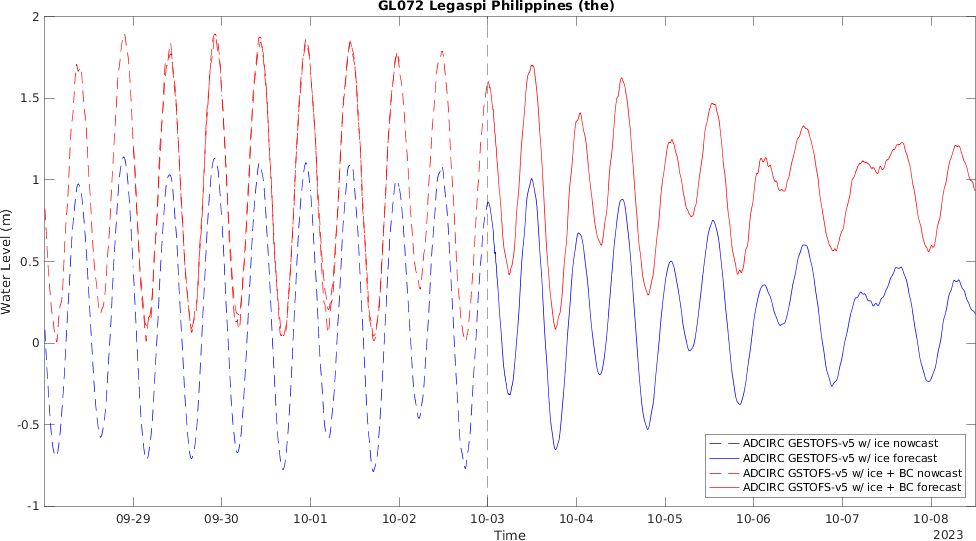 GL072 Legaspi Philippines (the)
2
1.5
1
0.5
0
-0.5
-1
Water Level (m)
09-29 09-30 10-01 10-02 10-03 10-04 10-05 10-06 10-07 10-08
Time
2023
ADCIRC GESTOFS-v5 w/ ice nowcast
ADCIRC GESTOFS-v5 w/ ice forecast
ADCIRC GSTOFS-v5 w/ ice + BC nowcast
ADCIRC GSTOFS-v5 w/ ice + BC forecast